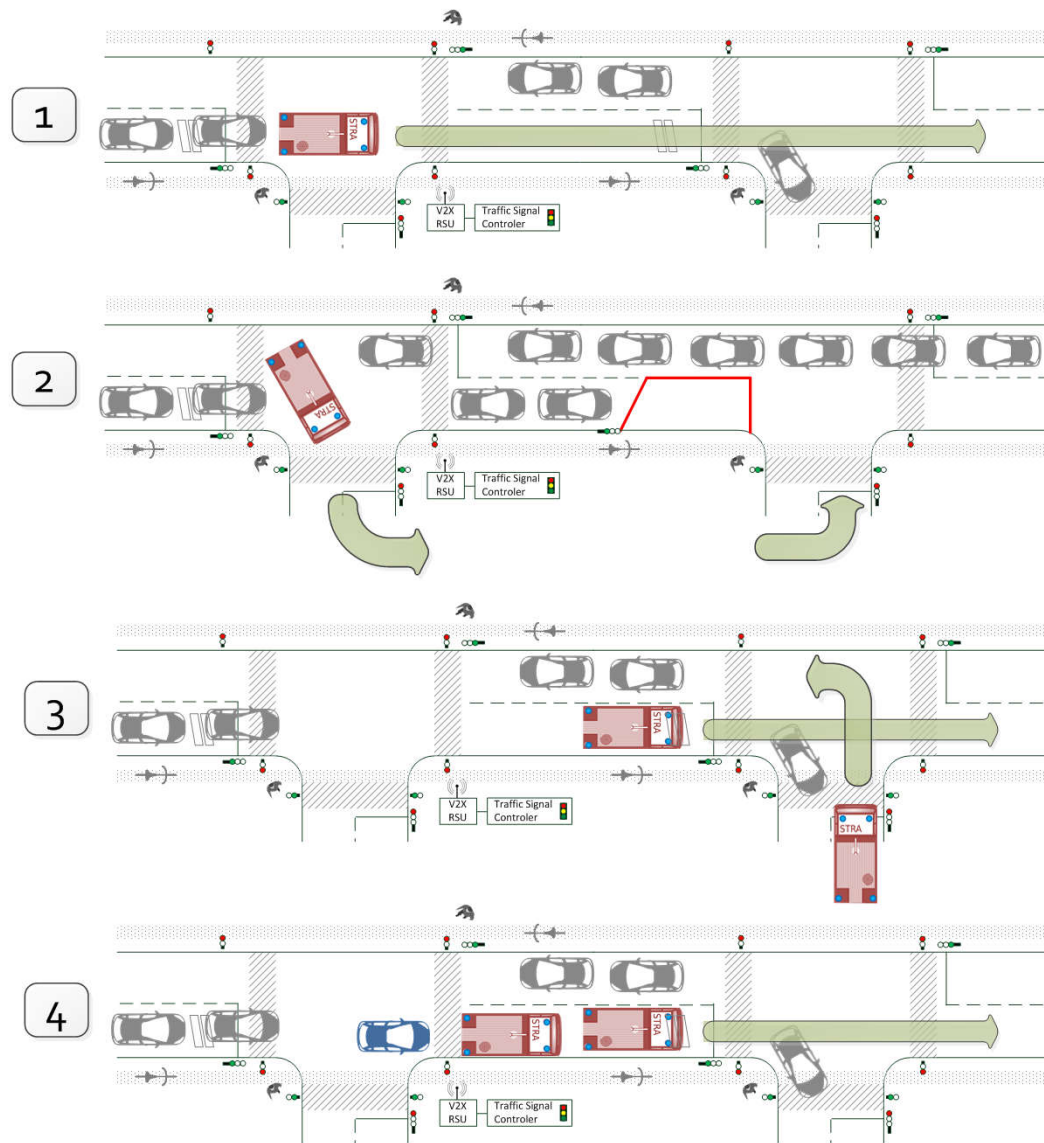 1
STRA
V2X
RSU
Traffic Signal
Controler
2
STRA
V2X
RSU
Traffic Signal
Controler
3
STRA
V2X
RSU
Traffic Signal
Controler
STRA
4
STRA
STRA
V2X
RSU
Traffic Signal
Controler